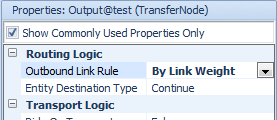 Properties: Output@test (TransferNode)
Show Commonly Used Properties Only
Routing Logic
Outbound Link Rule By Link Weight
Entity Destination Type Continue
Transport Logic